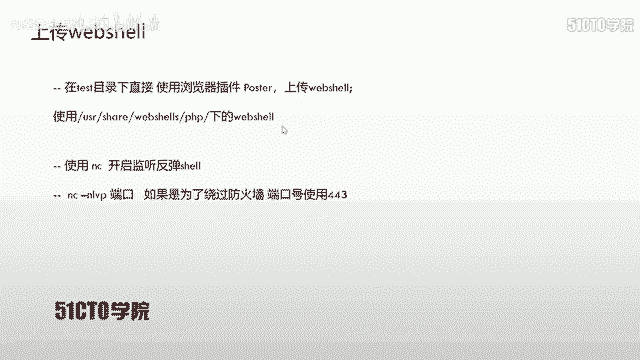 上传webshell
51CTO学院
-- 在test目录下直接 使用浏览器插件 Poster，上传webshell；
使用/usr/share/webshells/php/下的webshell
-- 使用 nc 开启监听反弹shell
-- nc –nlvp 端口 如果是为了绕过防火墙 端口号使用443
51CTO学院